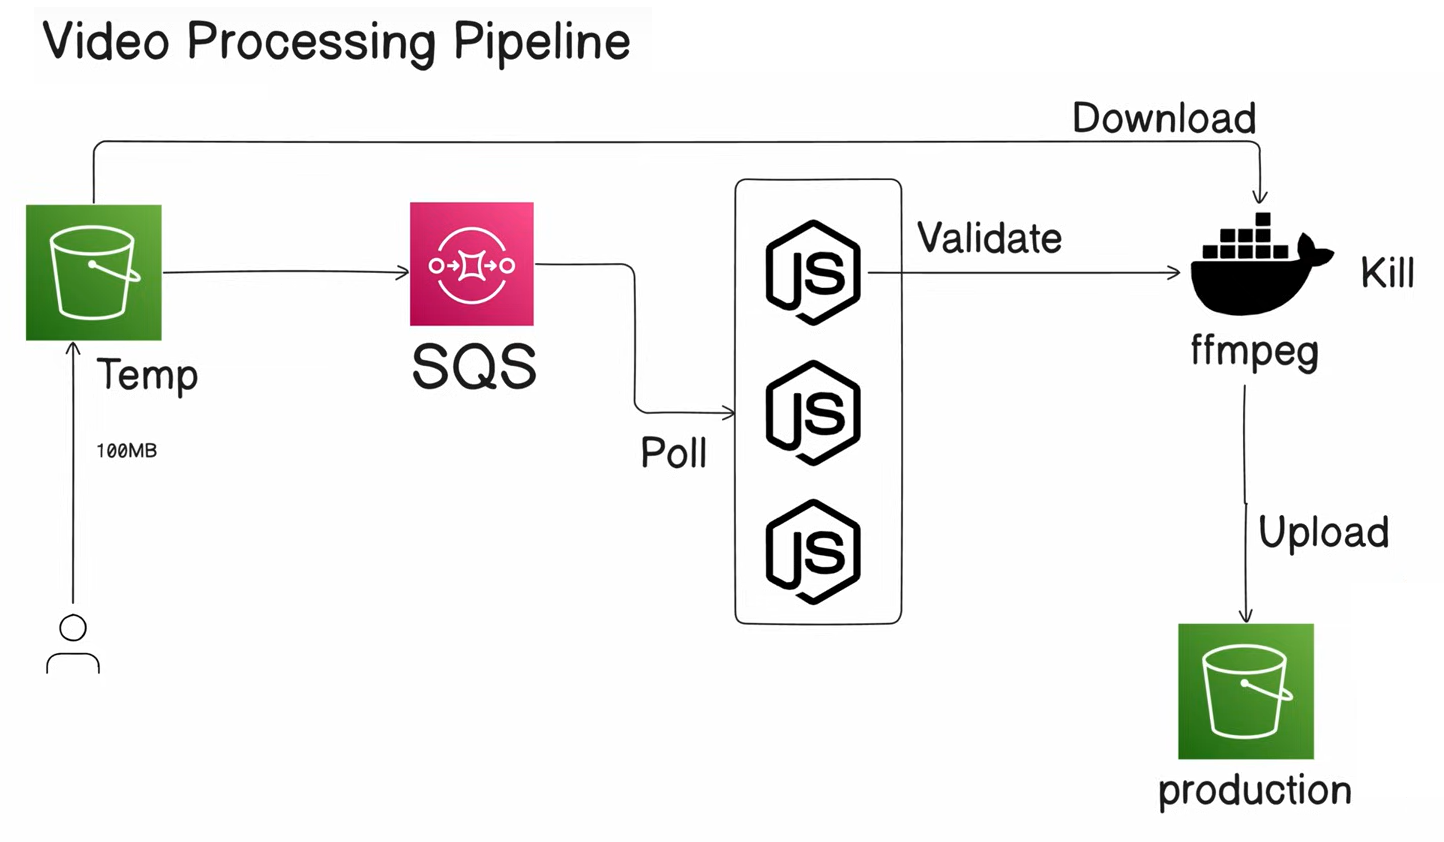 Video Processing Pipeline
Download
Validate
Kill
ffmpeg
Temp
SQS
100MB
Poll
JS
JS
JS
Upload
production